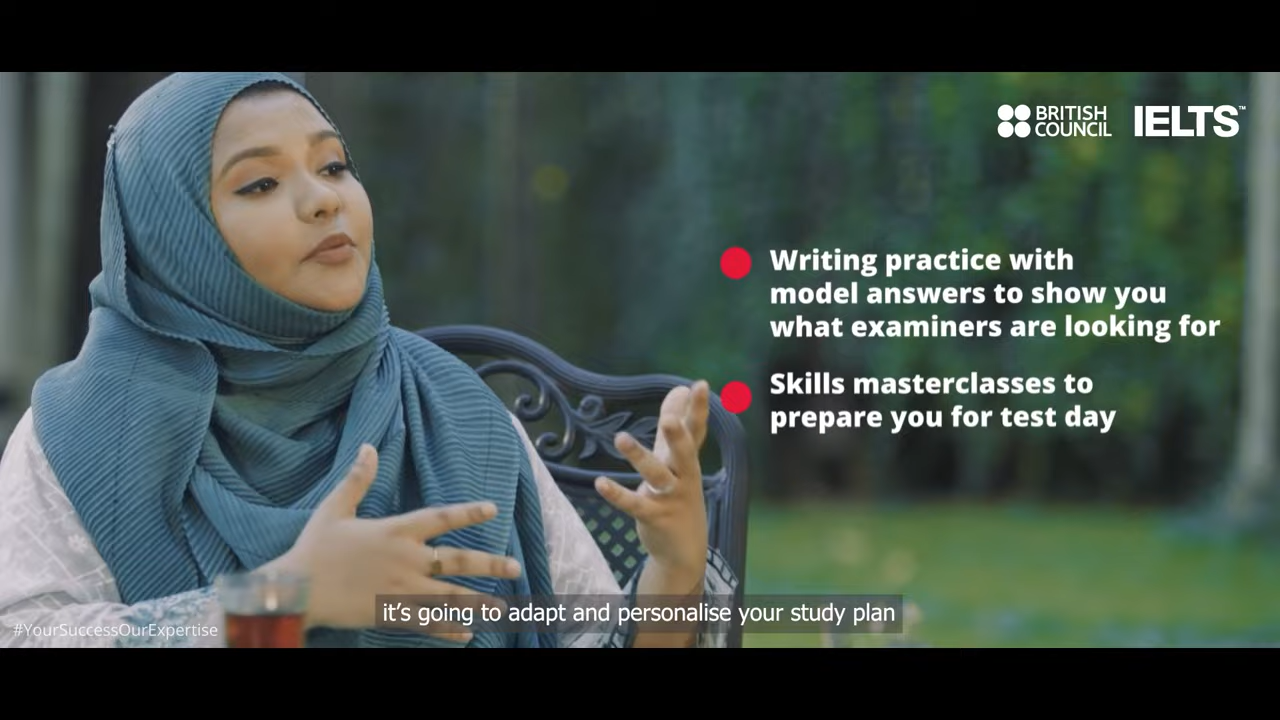 BRITISH
COUNCIL
IELTS™
Writing practice with
model answers to show you
what examiners are looking for
Skills masterclasses to
prepare you for test day
it’s going to adapt and personalise your study plan
#YourSuccessOurExpertise